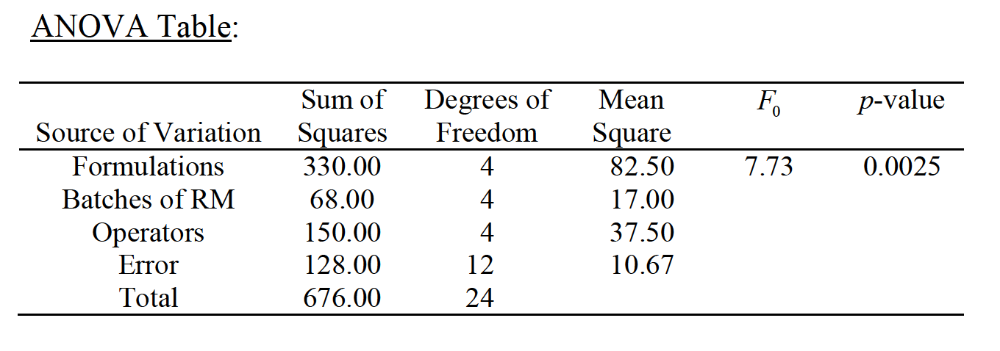 ANOVA Table:
Sum of Degrees of Mean F0 p-value
Source of Variation Squares Freedom Square
Formulations 330.00 4 82.50 7.73 0.0025
Batches of RM 68.00 4 17.00
Operators 150.00 4 37.50
Error 128.00 12 10.67
Total 676.00 24